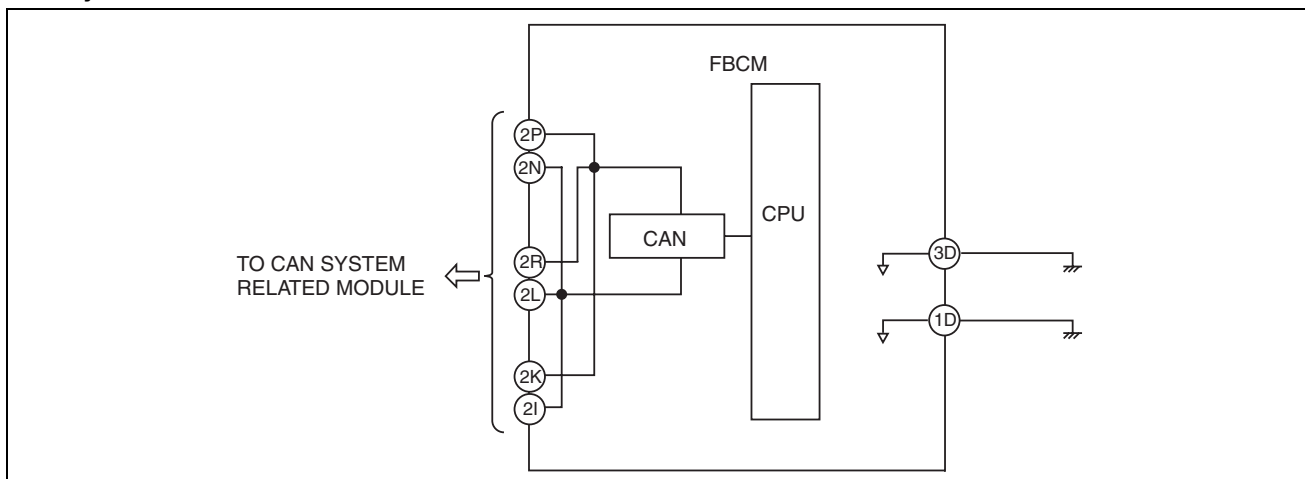 FBCM
2P
2N
2R
2L
2K
2I
TO CAN SYSTEM
RELATED MODULE
CAN
CPU
3D
1D